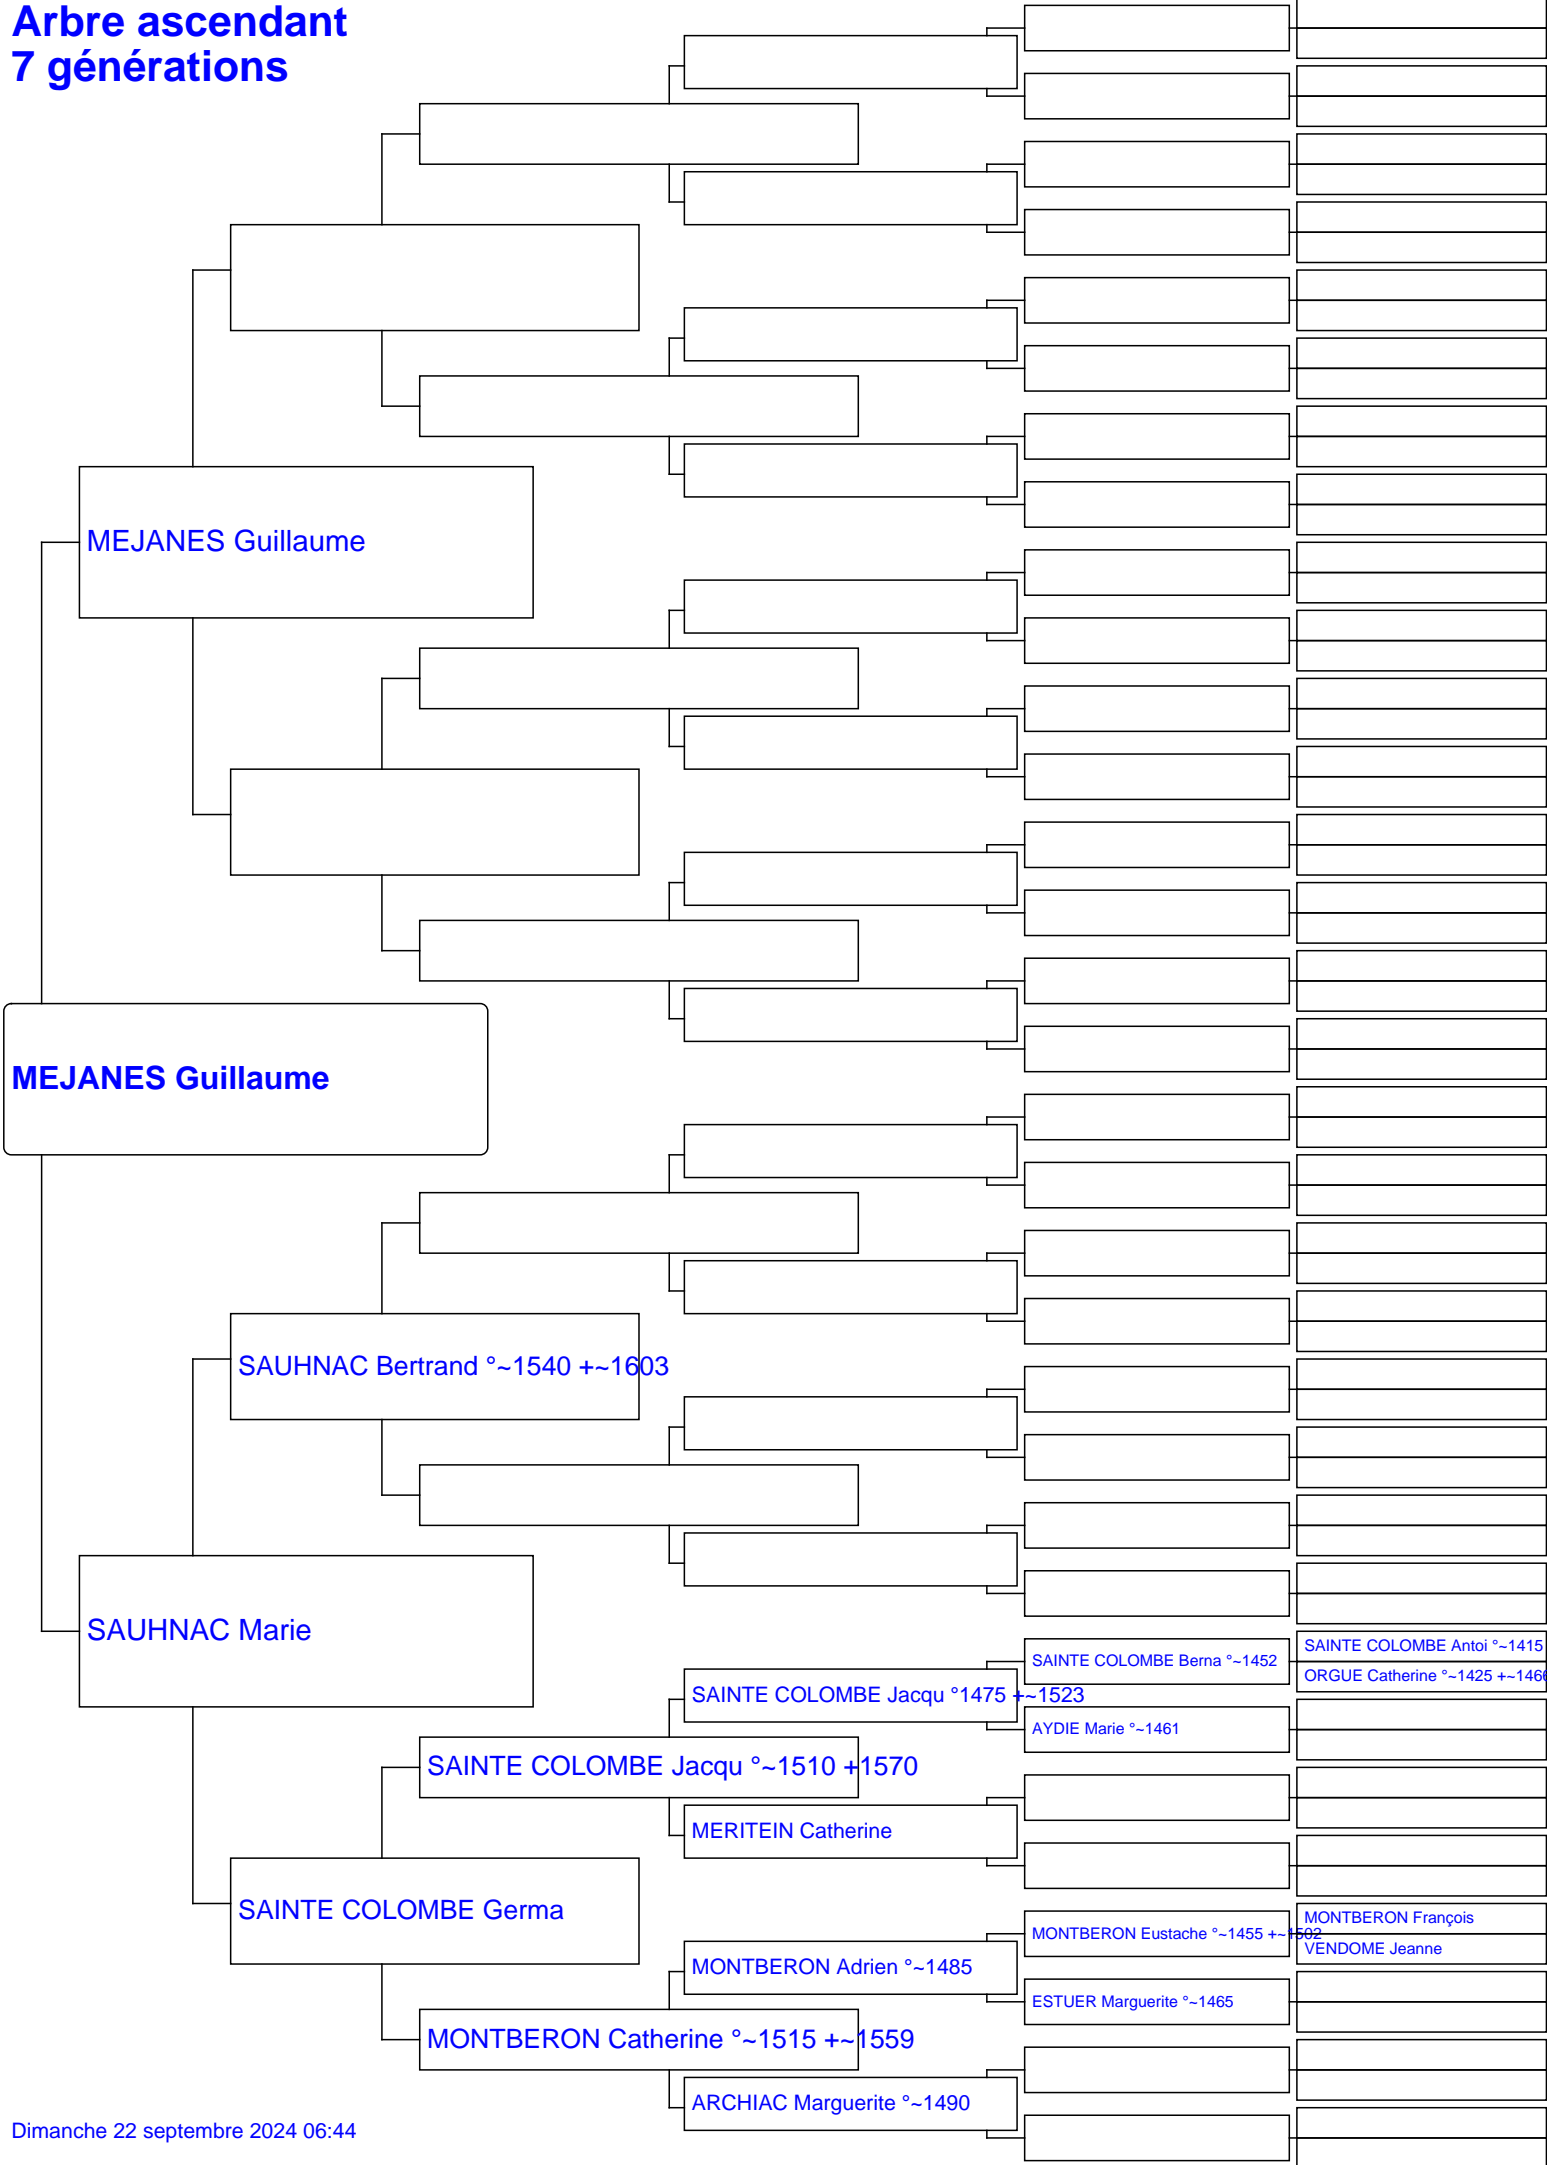 Arbre ascendant
7 générations
MEJANES Guillaume
MEJANES Guillaume
SAUHNAC Bertrand °~1540 +~1603
SAUHNAC Marie
SAINTE COLOMBE Antoi °~1415
SAINTE COLOMBE Berna °~1452
ORGUE Catherine °~1425 +~1466
SAINTE COLOMBE Jacqu °1475 +~1523
AYDIE Marie °~1461
SAINTE COLOMBE Jacqu °~1510 +1570
MERITEIN Catherine
SAINTE COLOMBE Germa
MONTBERON François
MONTBERON Eustache °~1455 +~1502
VENDOME Jeanne
MONTBERON Adrien °~1485
ESTUER Marguerite °~1465
MONTBERON Catherine °~1515 +~1559
ARCHIAC Marguerite °~1490
Dimanche 22 septembre 2024 06:44